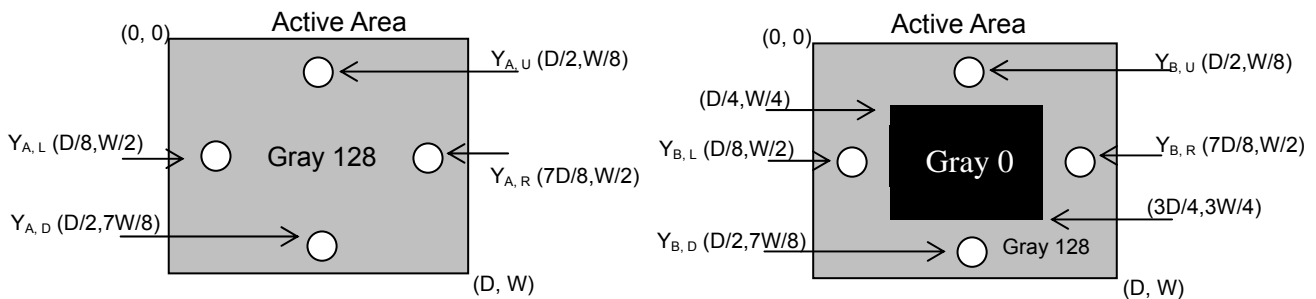 Active Area
(0, 0)
Y_A, U (D/2,W/8)
Y_A, L (D/8,W/2)
Gray 128
Y_A, R (7D/8,W/2)
Y_A, D (D/2,7W/8)
(D, W)
Active Area
(0, 0)
Y_B, U (D/2,W/8)
(D/4,W/4)
Y_B, L (D/8,W/2)
Gray 0
Y_B, R (7D/8,W/2)
(3D/4,3W/4)
Y_B, D (D/2,7W/8)
Gray 128
(D, W)